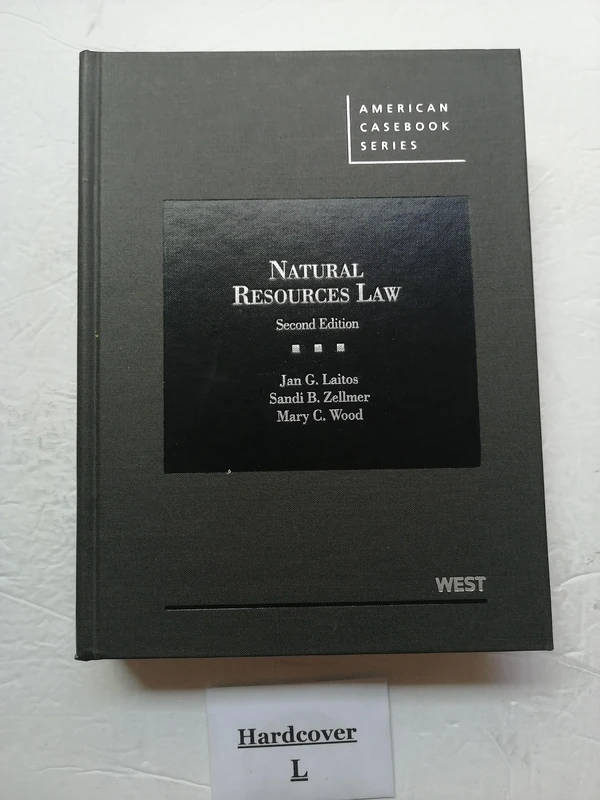 AMERICAN
CASEBOOK
SERIES
NATURAL
RESOURCES LAW
Second Edition
Jan G. Laitos
Sandi B. Zellmer
Mary C. Wood
WEST
Hardcover
L